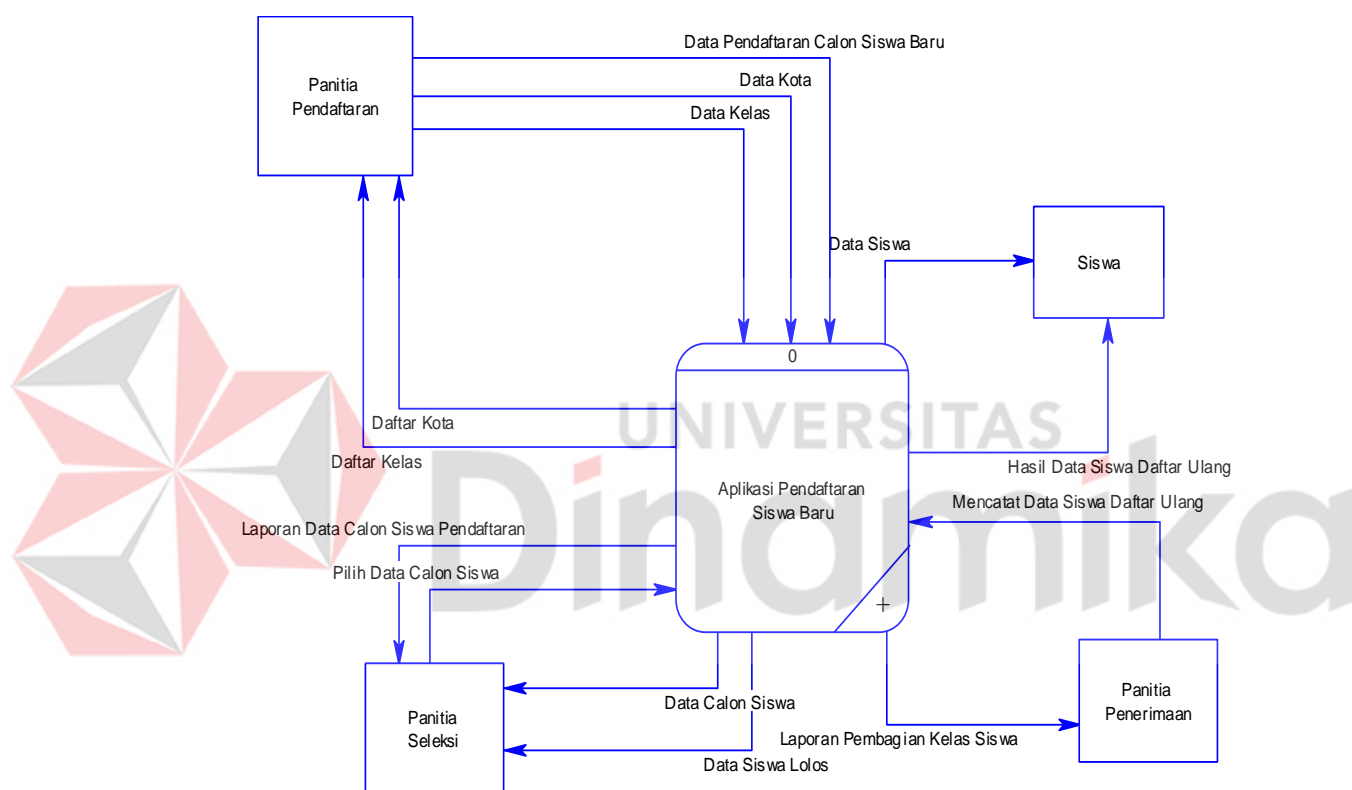 Data Pendaftaran Calon Siswa Baru
Panitia
Pendaftaran
Data Kota
Data Kelas
Data Siswa
Siswa
0
Daftar Kota
Daftar Kelas
UNIVERSITAS
Dinamika
Hasil Data Siswa Daftar Ulang
Aplikasi Pendaftaran
Siswa Baru
Mencatat Data Siswa Daftar Ulang
Laporan Data Calon Siswa Pendaftaran
Pilih Data Calon Siswa
+
Panitia
Seleksi
Data Calon Siswa
Panitia
Penerimaan
Laporan Pembagian Kelas Siswa
Data Siswa Lolos